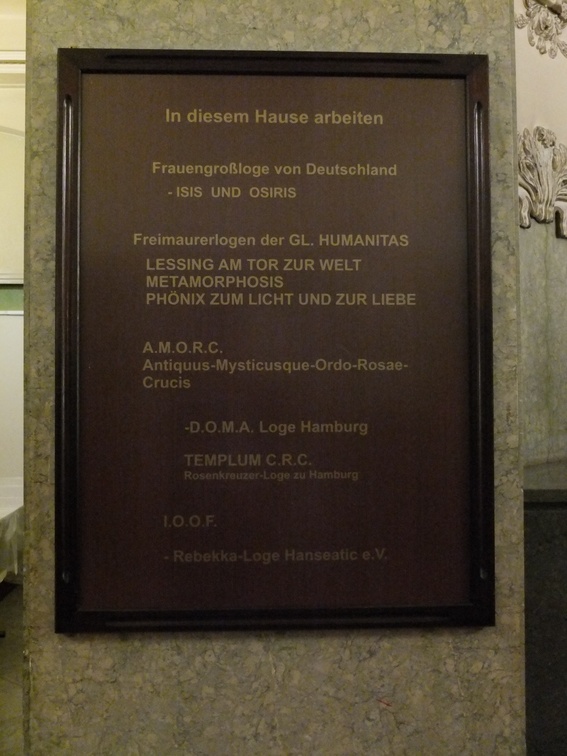 In diesem Hause arbeiten
Frauengroßloge von Deutschland
- ISIS UND OSIRIS
Freimaurerlogen der GL. HUMANITAS
LESSING AM TOR ZUR WELT
METAMORPHOSIS
PHÖNIX ZUM LICHT UND ZUR LIEBE
A.M.O.R.C.
Antiquus-Mysticusque-Ordo-Rosae-
Crucis
-D.O.M.A. Loge Hamburg
TEMPLUM C.R.C.
Rosenkreuzer-Loge zu Hamburg
I.O.O.F.
- Rebekka-Loge Hanseatic e.V.